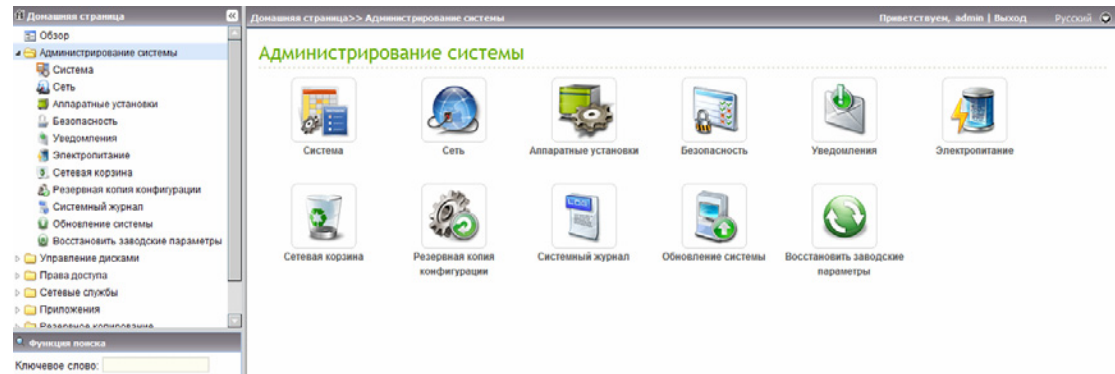 Домашняя страница
Домашняя страница>> Администрирование системы
Приветствуем, admin | Выход
Русский
Обзор
Администрирование системы
Система
Сеть
Аппаратные установки
Безопасность
Уведомления
Электропитание
Сетевая корзина
Резервная копия конфигурации
Системный журнал
Обновление системы
Восстановить заводские параметры
Управление дисками
Права доступа
Сетевые службы
Приложения
Резервное копирование
Функция поиска
Ключевое слово:
Администрирование системы
Система
Сеть
Аппаратные установки
Безопасность
Уведомления
Электропитание
Сетевая корзина
Резервная копия
конфигурации
LOG
Системный журнал
Обновление системы
Восстановить заводские
параметры